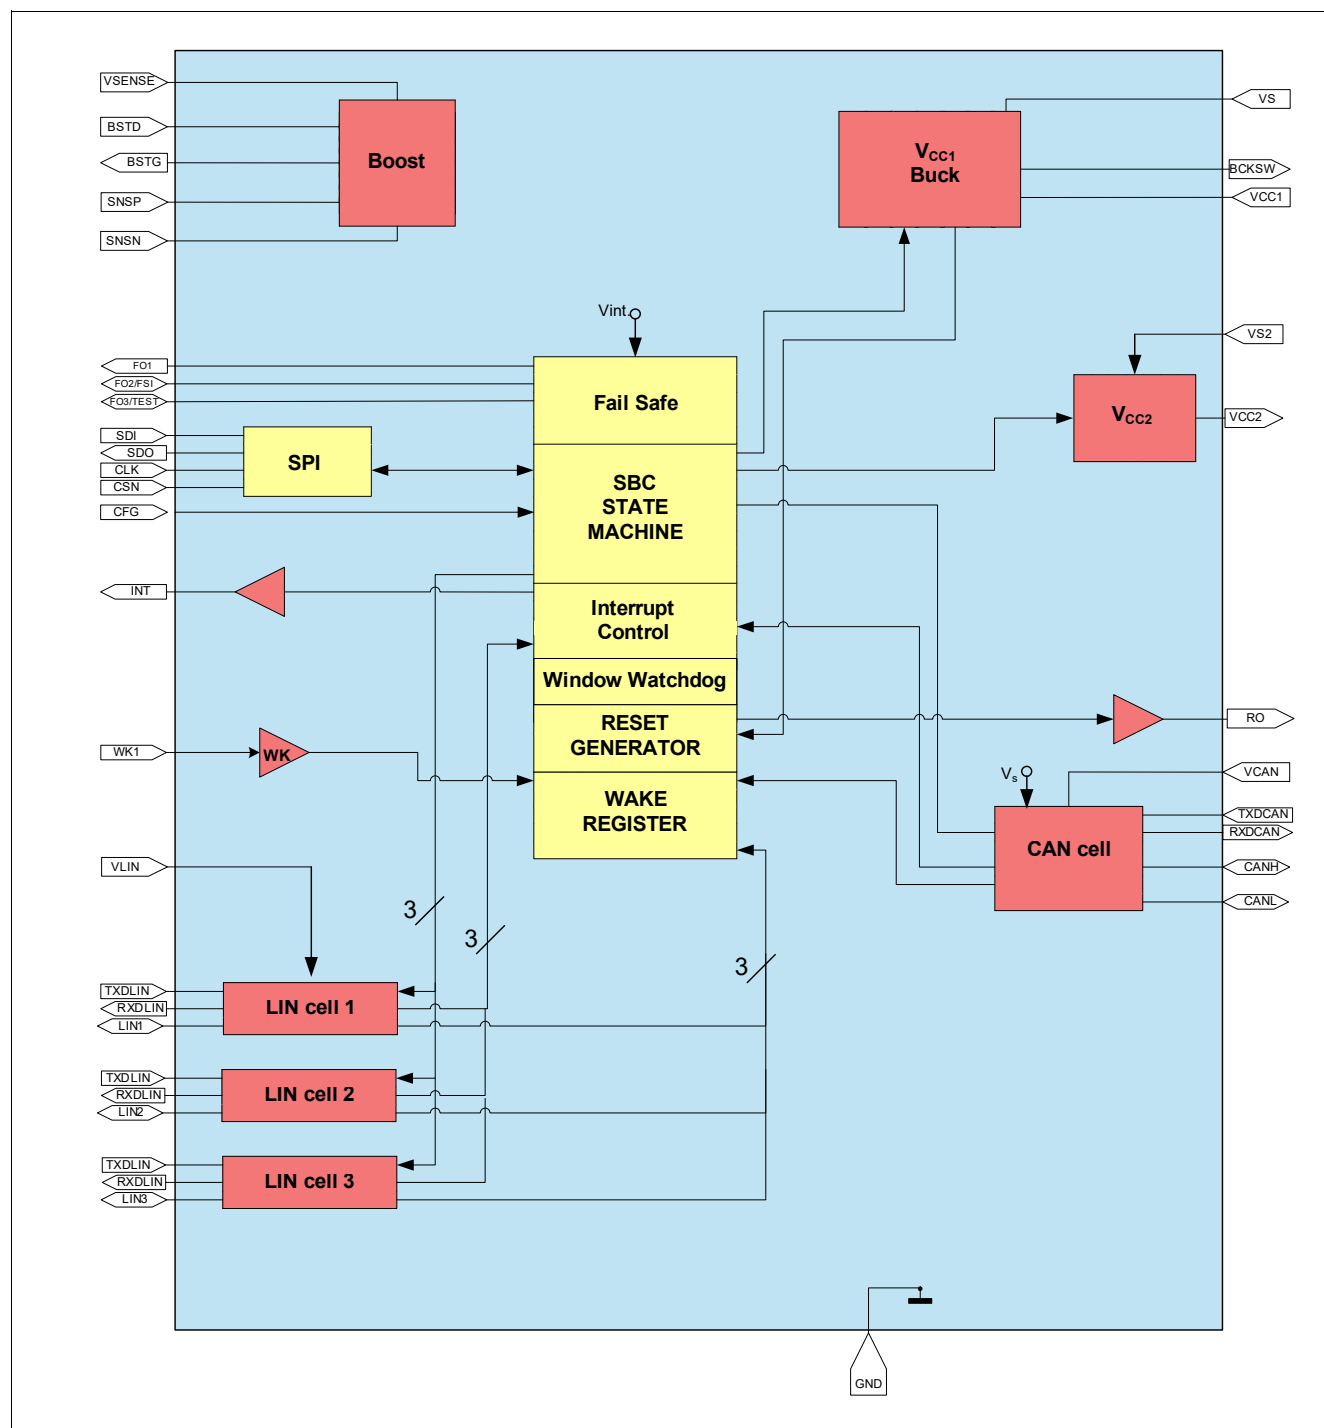 VSENSE
BSTD
BSTG
SNSP
SNSN
Boost
VCC1
Buck
VS
BCKSW
VCC1
Vint.
VS2
VCC2
VCC2
FO1
FO2/FSI
FO3/TEST
Fail Safe
SDI
SDO
CLK
CSN
CFG
SPI
SBC
STATE
MACHINE
INT
Interrupt
Control
Window Watchdog
RESET
GENERATOR
RO
WK1
WK
WAKE
REGISTER
Vs
VCAN
TXDCAN
RXDCAN
CANH
CANL
CAN cell
VLIN
3
3
3
TXDLIN
RXDLIN
LIN1
LIN cell 1
TXDLIN
RXDLIN
LIN2
LIN cell 2
TXDLIN
RXDLIN
LIN3
LIN cell 3
GND